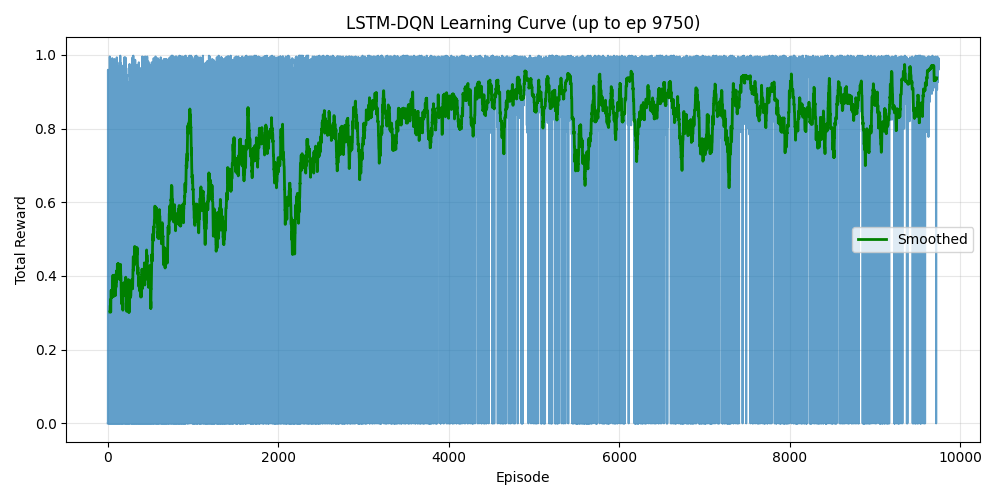 LSTM-DQN Learning Curve (up to ep 9750)
1.0
0.8
0.6
0.4
0.2
0.0
Total Reward
Smoothed
0 2000 4000 6000 8000 10000
Episode